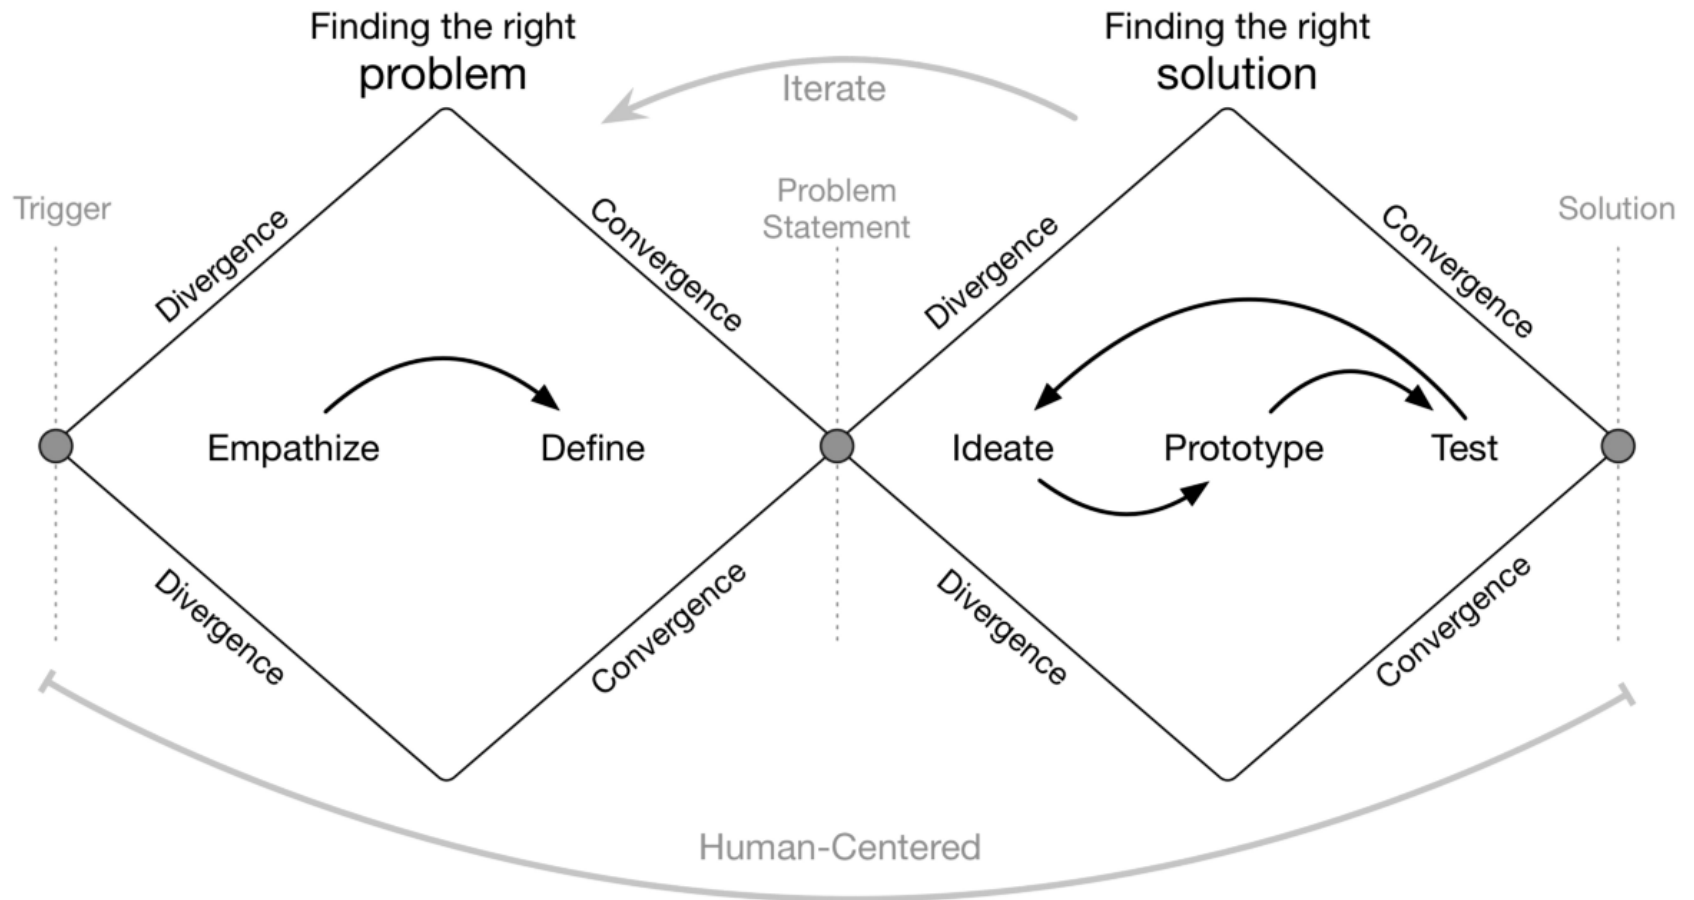 Finding the right
problem
Finding the right
solution
Iterate
Trigger
Problem
Statement
Solution
Divergence
Convergence
Divergence
Convergence
Empathize
Define
Ideate
Prototype
Test
Divergence
Convergence
Divergence
Convergence
Human-Centered